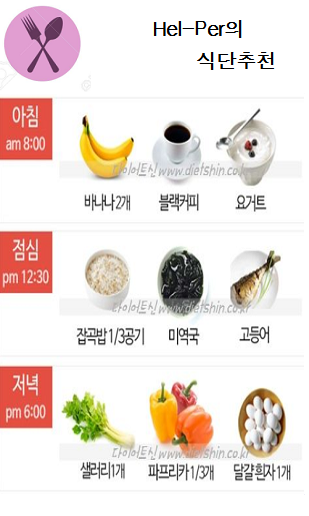 Hel-Per의
식단추천
아침
am 8:00
다이어트신 www.dietshin.co.kr
바나나 2개 블랙커피 요거트
점심
pm 12:30
다이어트신 www.dietshin.co.kr
잡곡밥 1/3공기 미역국 고등어
저녁
pm 6:00
다이어트신 www.dietshin.co.kr
샐러리 1개 파프리카 1/3개 달걀 흰자 1개